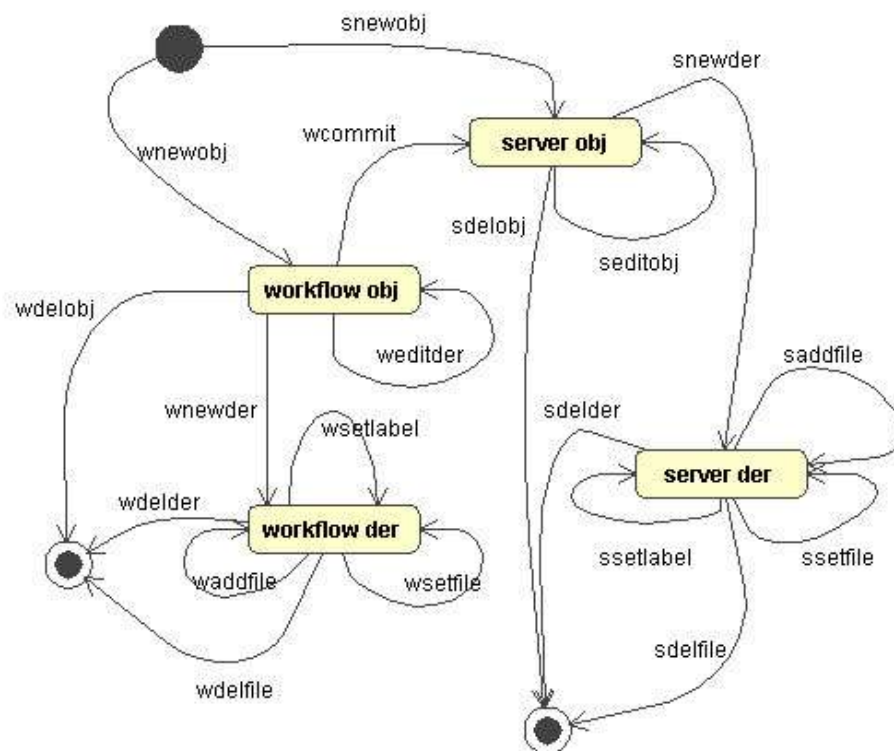 snewobj
snewder
wcommit
server obj
wnewobj
sdelobj
seditobj
workflow obj
wdelobj
weditder
saddfile
wnewder
sdelder
wsetlabel
server der
wdelder
workflow der
ssetlabel
ssetfile
waddfile
wsetfile
sdelfile
wdelfile